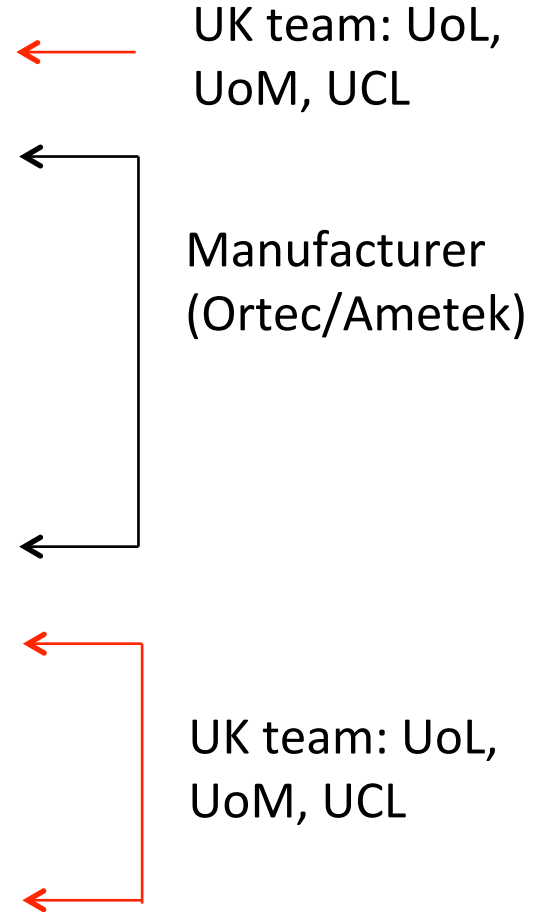 UK team: UoL,
UoM, UCL
Manufacturer
(Ortec/Ametek)
UK team: UoL,
UoM, UCL